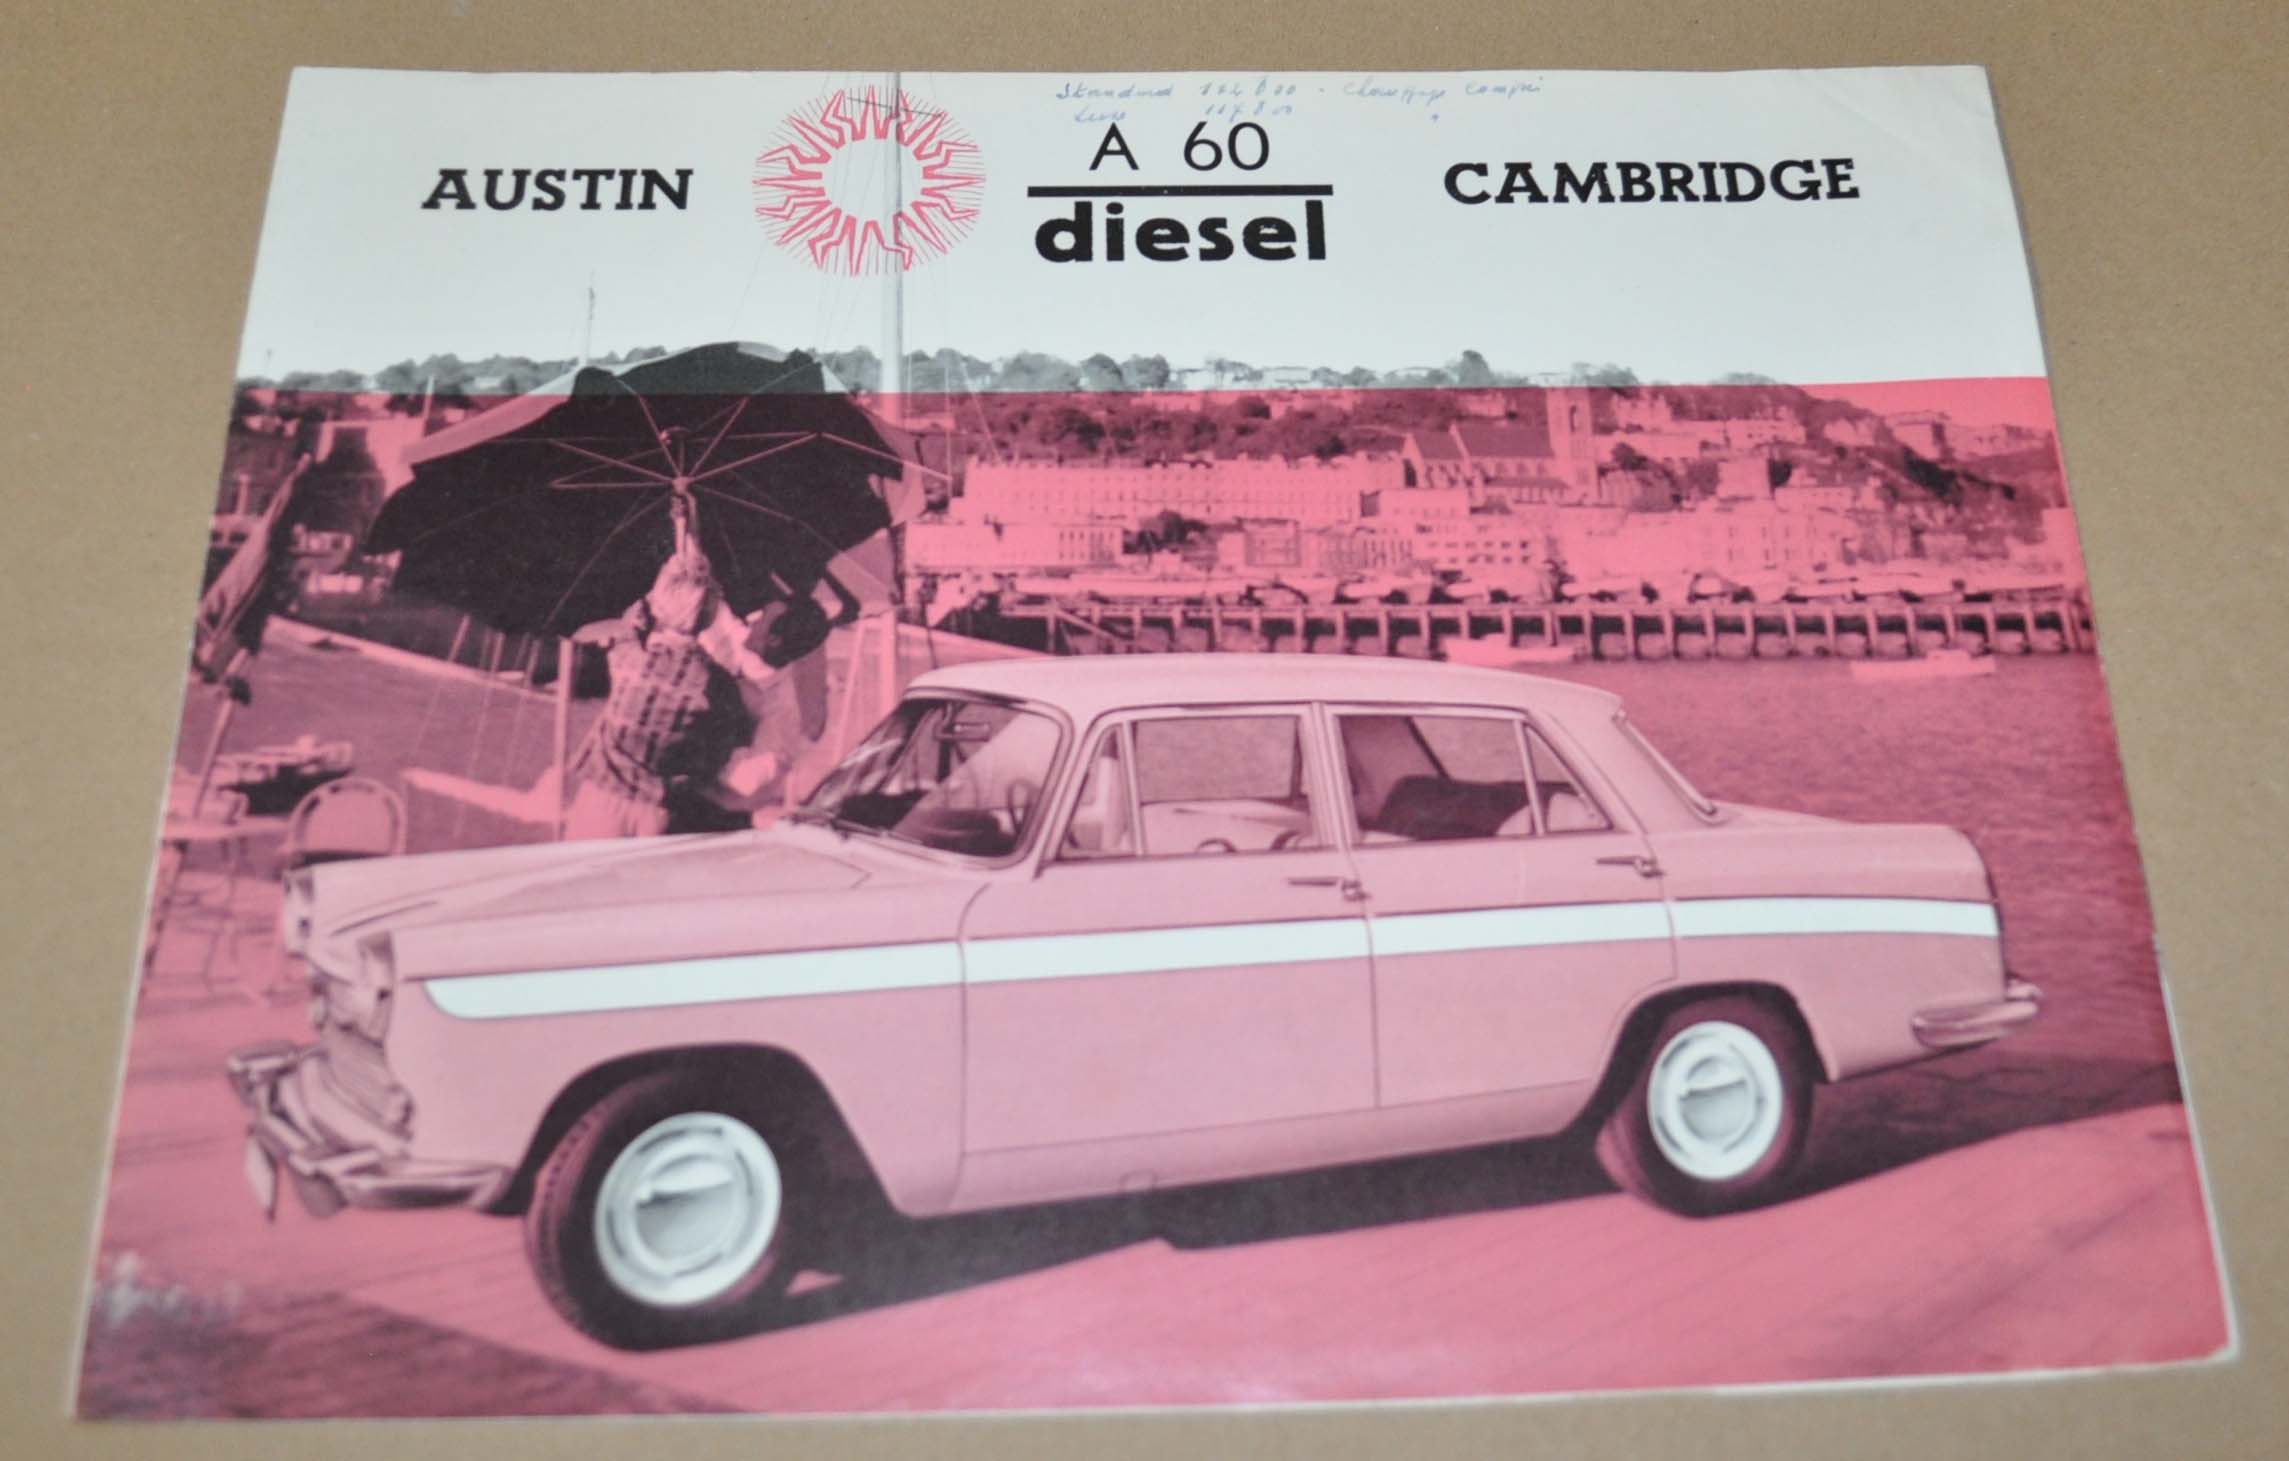 Standard
Luxe
AUSTIN
A 60
diesel
CAMBRIDGE